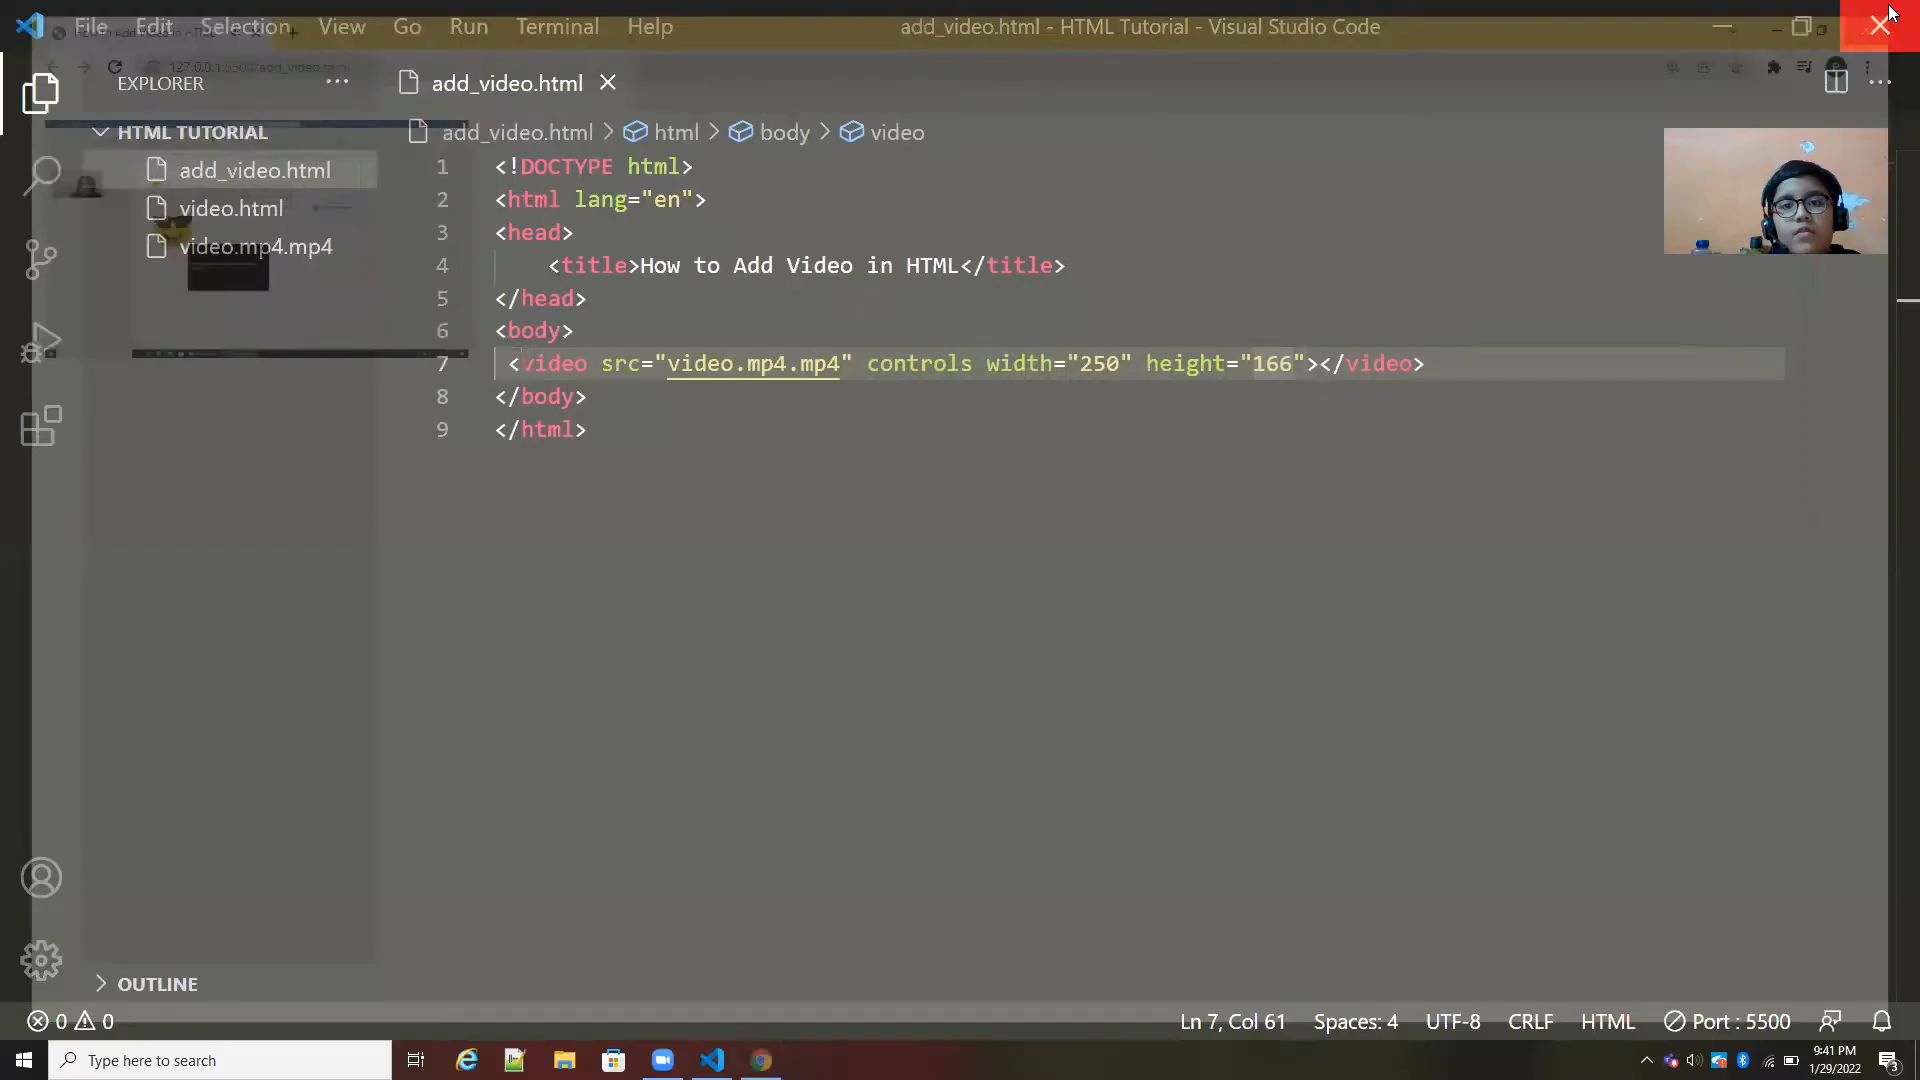 File Edit Selection View Go Run Terminal Help add_video.html - HTML Tutorial - Visual Studio Code
EXPLORER
add_video.html
HTML TUTORIAL
add_video.html
video.html
video.mp4.mp4
add_video.html > html > body > video
1 <!DOCTYPE html>
2 <html lang="en">
3 <head>
4 <title>How to Add Video in HTML</title>
5 </head>
6 <body>
7 <video src="video.mp4.mp4" controls width="250" height="166"></video>
8 </body>
9 </html>
OUTLINE
0 0 Ln 7, Col 61 Spaces: 4 UTF-8 CRLF HTML Port : 5500
Type here to search
9:41 PM
1/29/2022
3